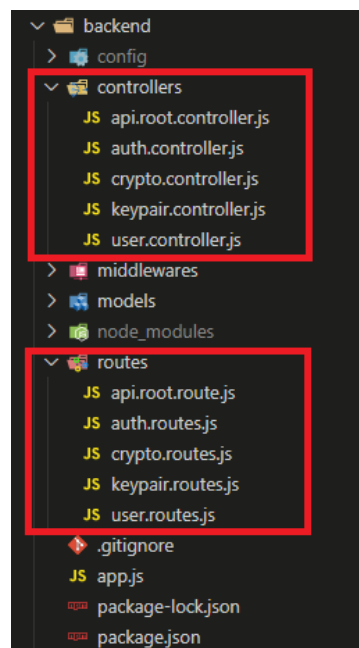 backend
config
controllers
JS api.root.controller.js
JS auth.controller.js
JS crypto.controller.js
JS keypair.controller.js
JS user.controller.js
middlewares
models
node_modules
routes
JS api.root.route.js
JS auth.routes.js
JS crypto.routes.js
JS keypair.routes.js
JS user.routes.js
.gitignore
JS app.js
npm package-lock.json
npm package.json